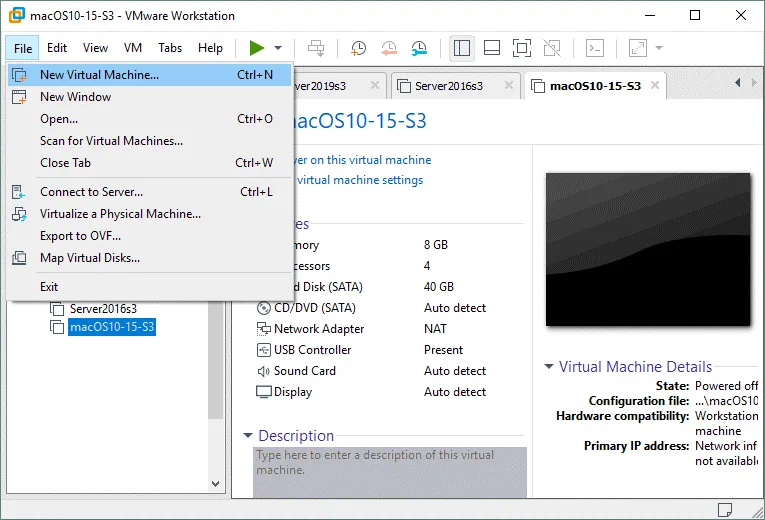 macOS10-15-S3 - VMware Workstation
File Edit View VM Tabs Help
New Virtual Machine... Ctrl+N
New Window
Open... Ctrl+O
Scan for Virtual Machines...
Close Tab Ctrl+W
Connect to Server... Ctrl+L
Virtualize a Physical Machine...
Export to OVF...
Map Virtual Disks...
Exit
Server2016s3
macOS10-15-S3
ver2019s3 Server2016s3 macOS10-15-S3
acOS10-15-S3
er on this virtual machine
virtual machine settings
es
mory 8 GB
cessors 4
d Disk (SATA) 40 GB
CD/DVD (SATA) Auto detect
Network Adapter NAT
USB Controller Present
Sound Card Auto detect
Display Auto detect
Description
Type here to enter a description of this virtual
machine.
Virtual Machine Details
State: Powered off
Configuration file: ...\macOS10
Hardware compatibility: Workstation
machine
Primary IP address: Network inf
not available